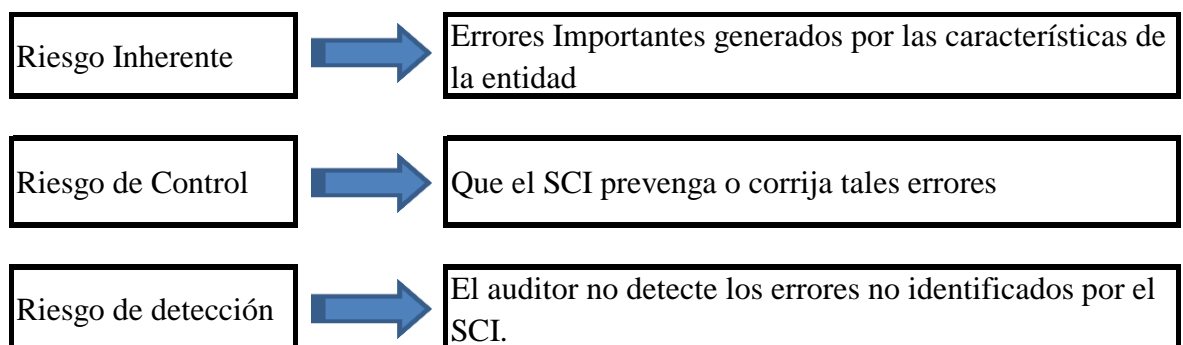 Riesgo Inherente
Errores Importantes generados por las características de
la entidad
Riesgo de Control
Que el SCI prevenga o corrija tales errores
Riesgo de detección
El auditor no detecte los errores no identificados por el
SCI.